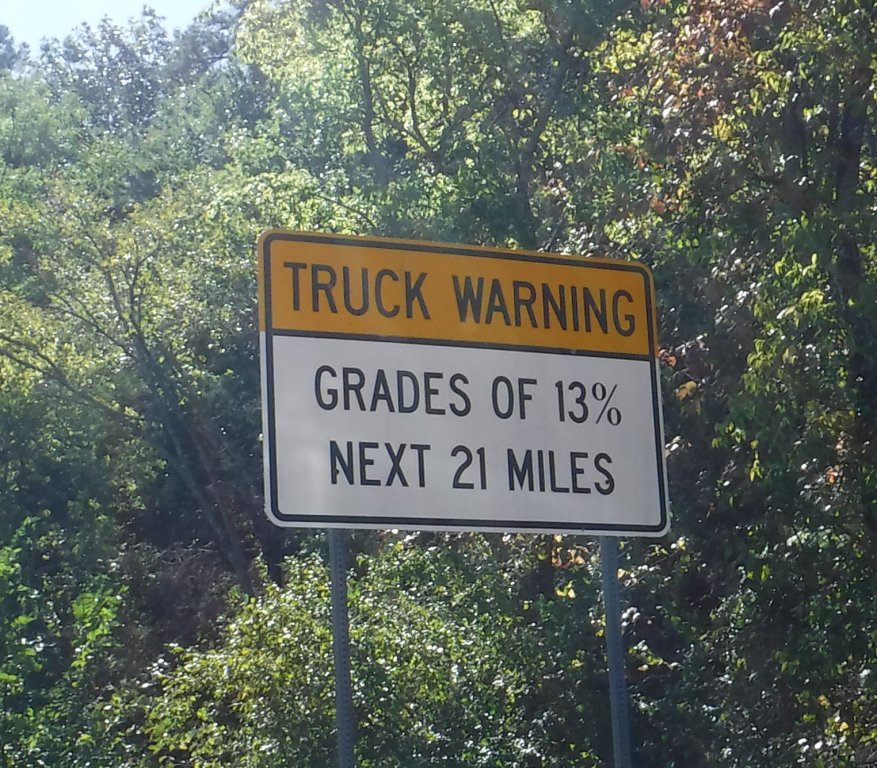 TRUCK WARNING
GRADES OF 13%
NEXT 21 MILES